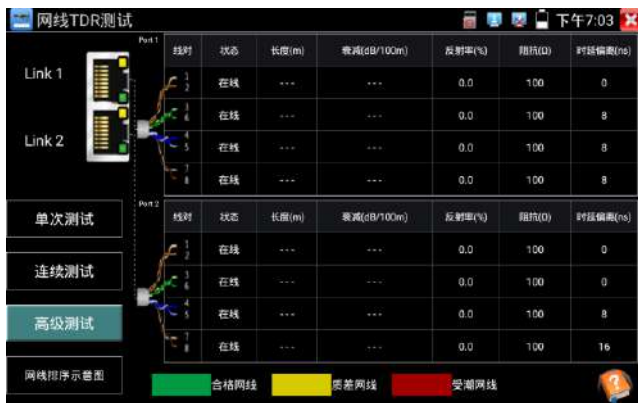 网线TDR测试 下午7:03
Link 1
Link 2
单次测试
连续测试
高级测试
网线排序示意图
Port 1 线对 状态 长度(m) 衰减(dB/100m) 反射率(%) 阻抗(Ω) 时延偏离(ns)
1 2 在线 --- --- 0.0 100 0
3 6 在线 --- --- 0.0 100 8
4 5 在线 --- --- 0.0 100 8
7 8 在线 --- --- 0.0 100 8
Port 2 线对 状态 长度(m) 衰减(dB/100m) 反射率(%) 阻抗(Ω) 时延偏离(ns)
1 2 在线 --- --- 0.0 100 0
3 6 在线 --- --- 0.0 100 0
4 5 在线 --- --- 0.0 100 8
7 8 在线 --- --- 0.0 100 16
合格网线 质差网线 受潮网线